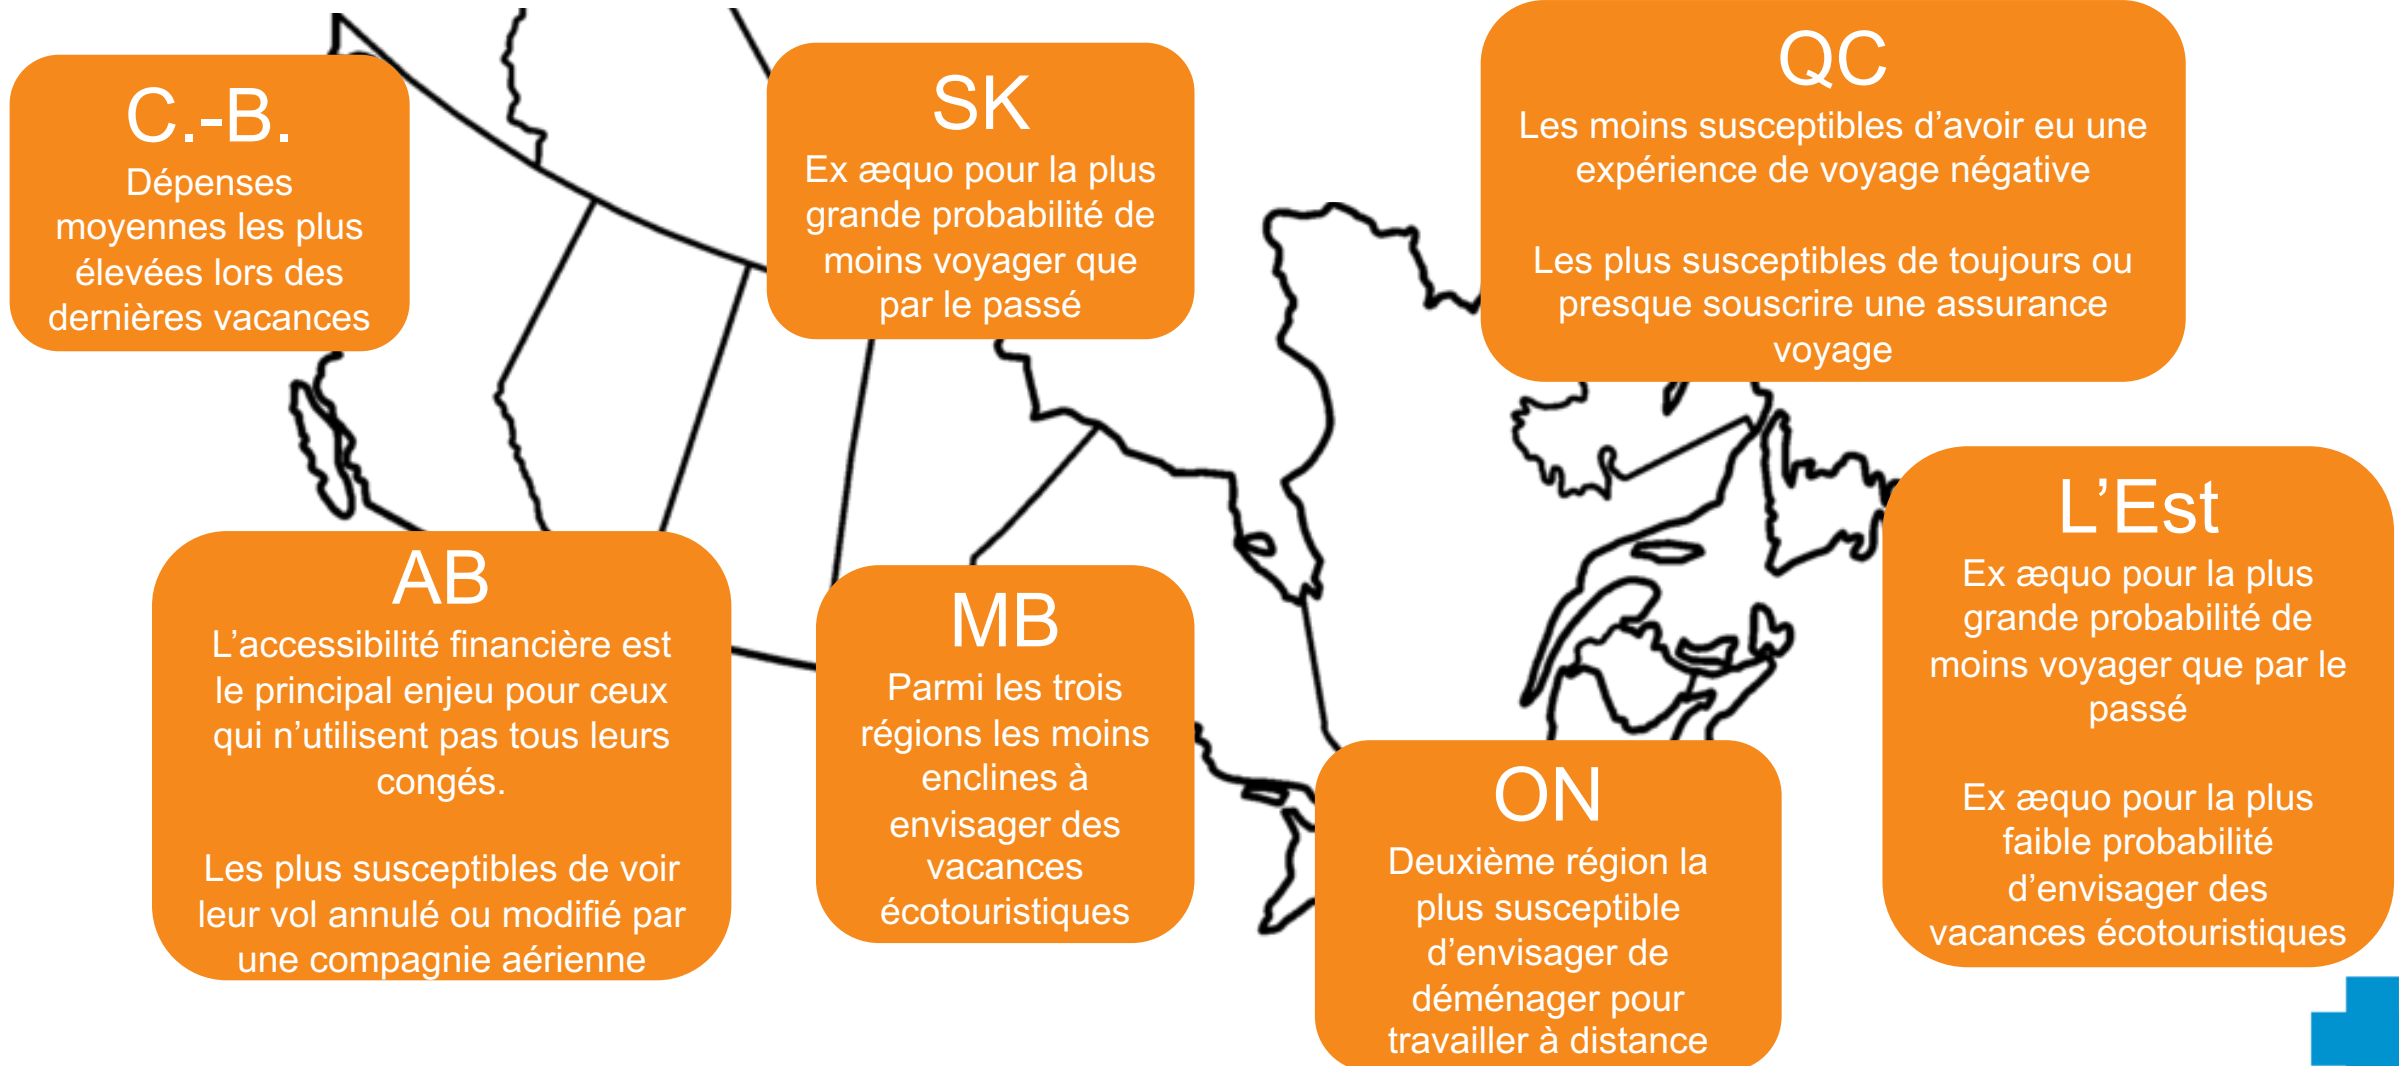 C.-B.
Dépenses
moyennes les plus
élevées lors des
dernières vacances
SK
Ex æquo pour la plus
grande probabilité de
moins voyager que
par le passé
QC
Les moins susceptibles d’avoir eu une
expérience de voyage négative
Les plus susceptibles de toujours ou
presque souscrire une assurance
voyage
AB
L’accessibilité financière est
le principal enjeu pour ceux
qui n’utilisent pas tous leurs
congés.
Les plus susceptibles de voir
leur vol annulé ou modifié par
une compagnie aérienne
MB
Parmi les trois
régions les moins
enclines à
envisager des
vacances
écotouristiques
ON
Deuxième région la
plus susceptible
d’envisager de
déménager pour
travailler à distance
L’Est
Ex æquo pour la plus
grande probabilité de
moins voyager que par le
passé
Ex æquo pour la plus
faible probabilité
d’envisager des
vacances écotouristiques